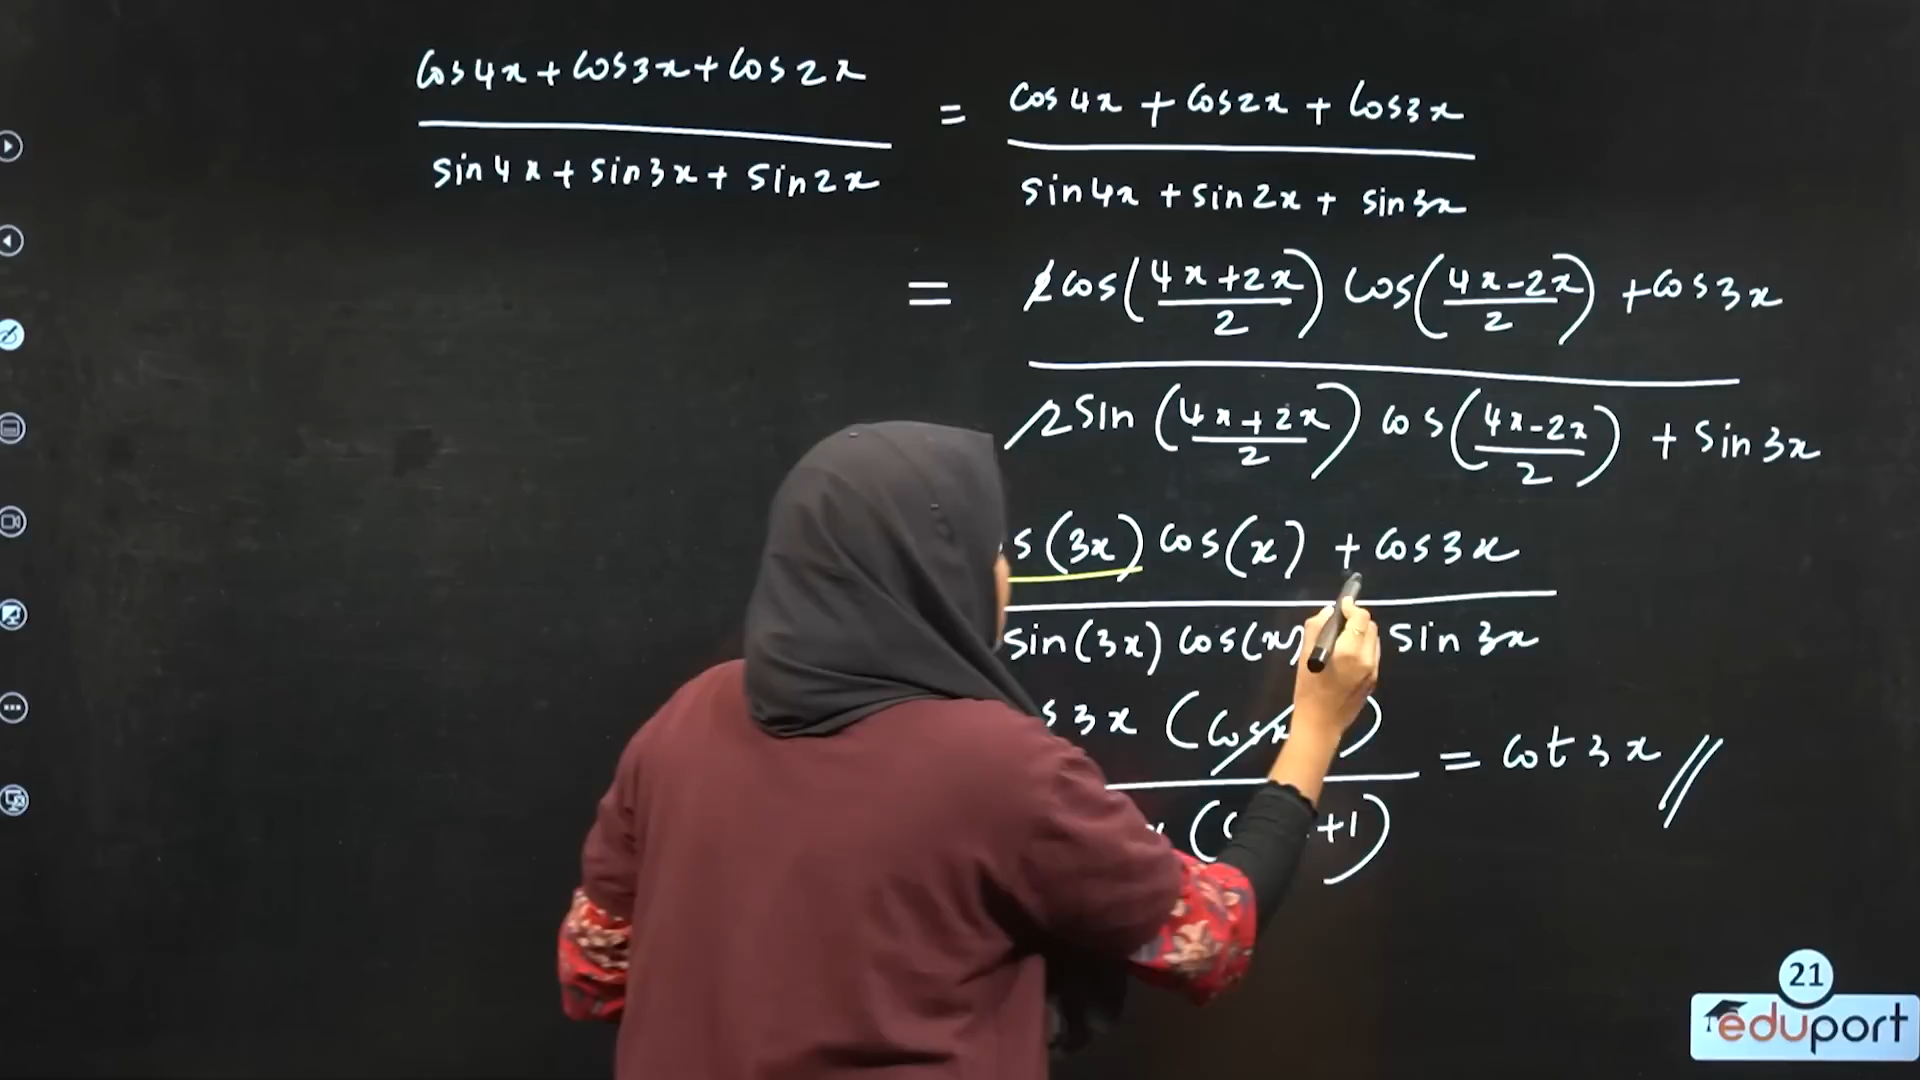 cos4x + cos3x + cos2x / sin4x + sin3x + sin2x = cos4x + cos2x + cos3x / sin4x + sin2x + sin3x
= 2cos(4x+2x/2) cos(4x-2x/2) + cos3x
2sin(4x+2x/2) cos(4x-2x/2) + sin3x
s(3x) cos(x) + cos3x
sin(3x) cos(x) sin3x
s3x (cosx ) = cot3x //
( +1)
21
eduport